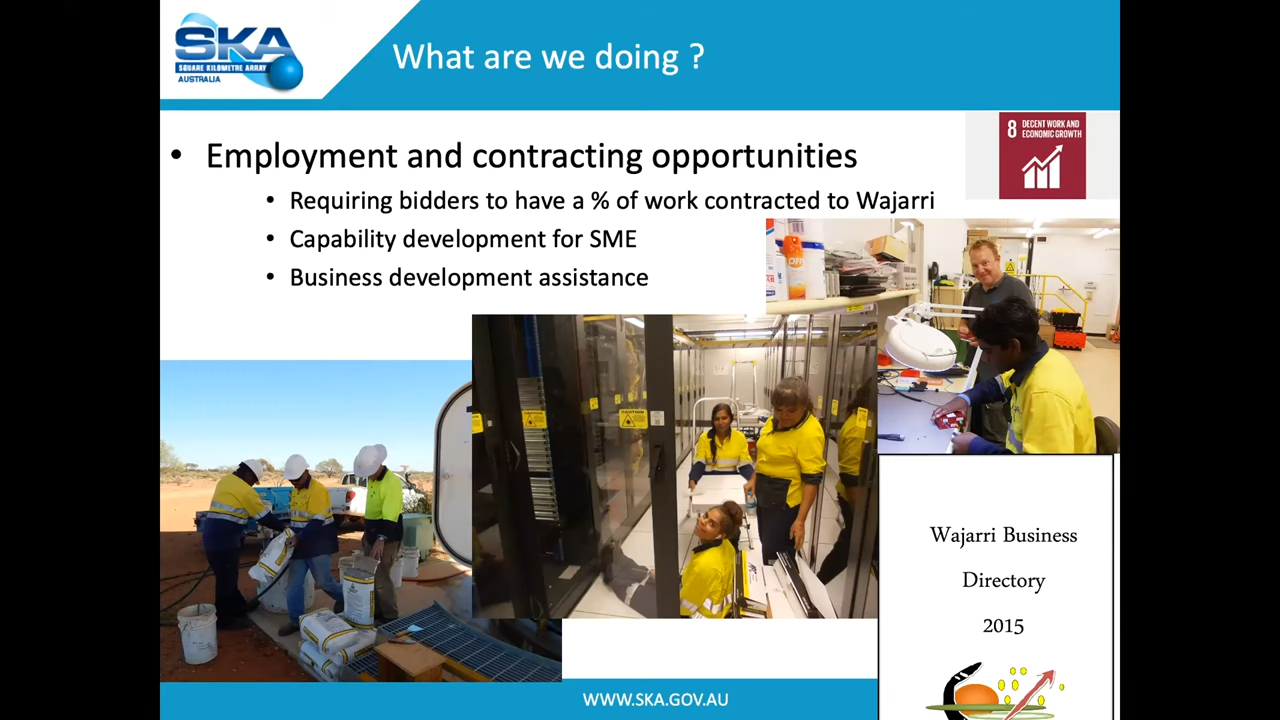 SKA
SQUARE KILOMETRE ARRAY
AUSTRALIA
What are we doing ?
8 DECENT WORK AND
ECONOMIC GROWTH
• Employment and contracting opportunities
• Requiring bidders to have a % of work contracted to Wajarri
• Capability development for SME
• Business development assistance
OFF!
CAUTION
CAUTION
Wajarri Business
Directory
2015
WWW.SKA.GOV.AU